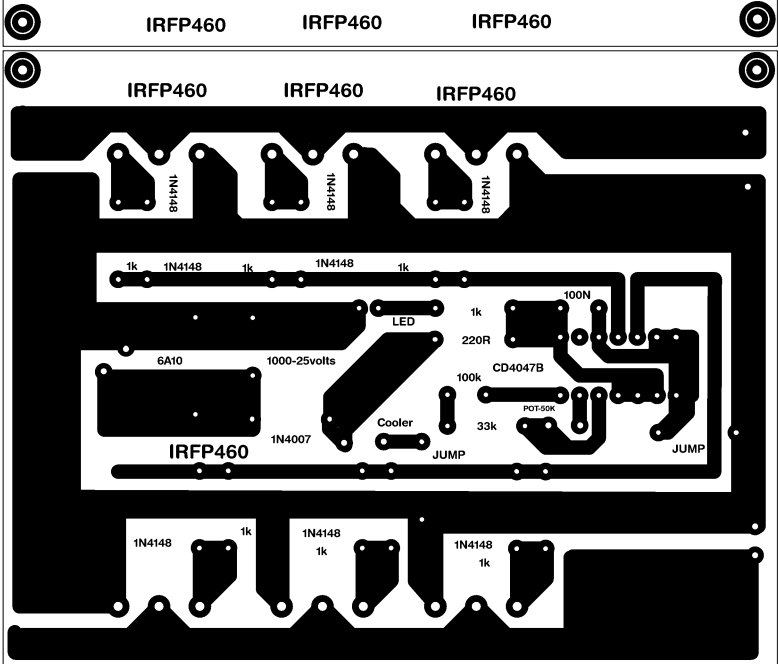 IRFP460 IRFP460 IRFP460
IRFP460 IRFP460 IRFP460
1N4148 1N4148 1N4148
1k 1N4148 1k 1N4148 1k
100N
1k
LED
220R
6A10 1000-25volts
CD4047B
100k
POT-50K
Cooler
33k
1N4007
JUMP
JUMP
IRFP460
1k
1N4148
1N4148
1N4148
1k
1k